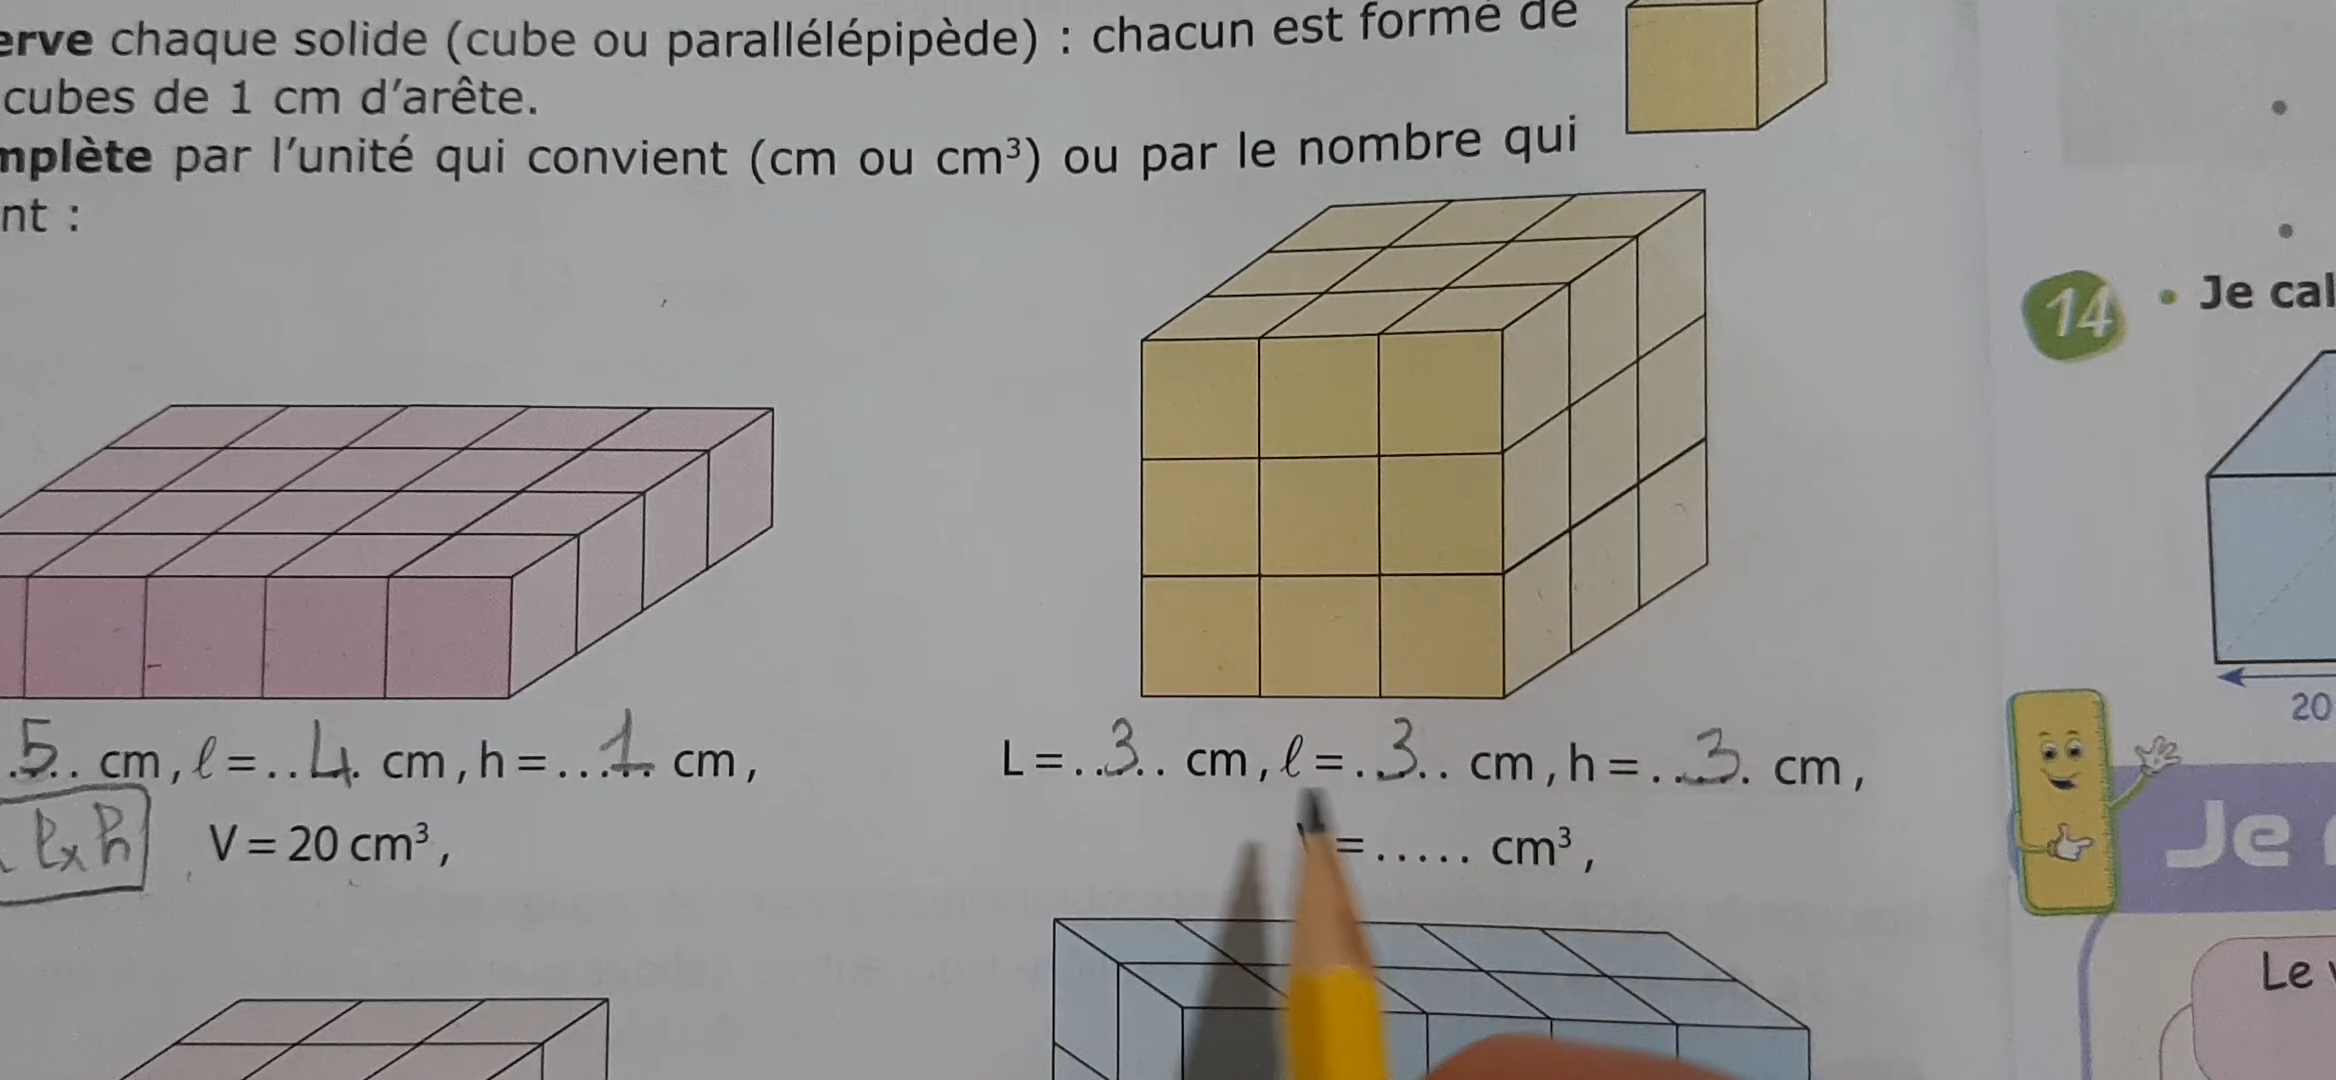 erve chaque solide (cube ou parallélépipède) : chacun est formé de
cubes de 1 cm d'arête.
mplète par l'unité qui convient (cm ou cm³) ou par le nombre qui
nt :
.5.. cm, ℓ = ..4. cm, h = ...1.. cm,
ℓ x h V = 20 cm³,
L = ..3.. cm, ℓ = .3.. cm, h = ..3. cm,
= ..... cm³,
14 • Je cal
20
Je
Le